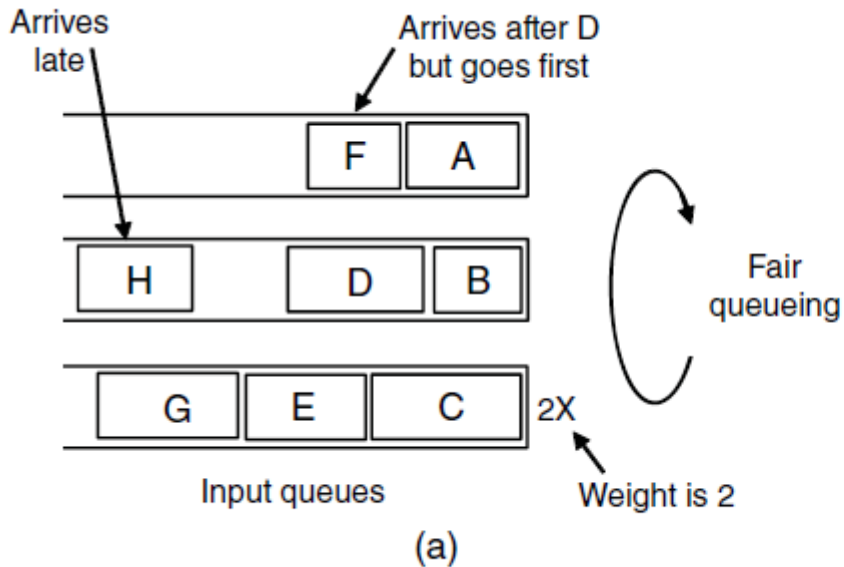 Arrives
late
Arrives after D
but goes first
F A
H D B
Fair
queueing
G E C 2X
Input queues
Weight is 2
(a)